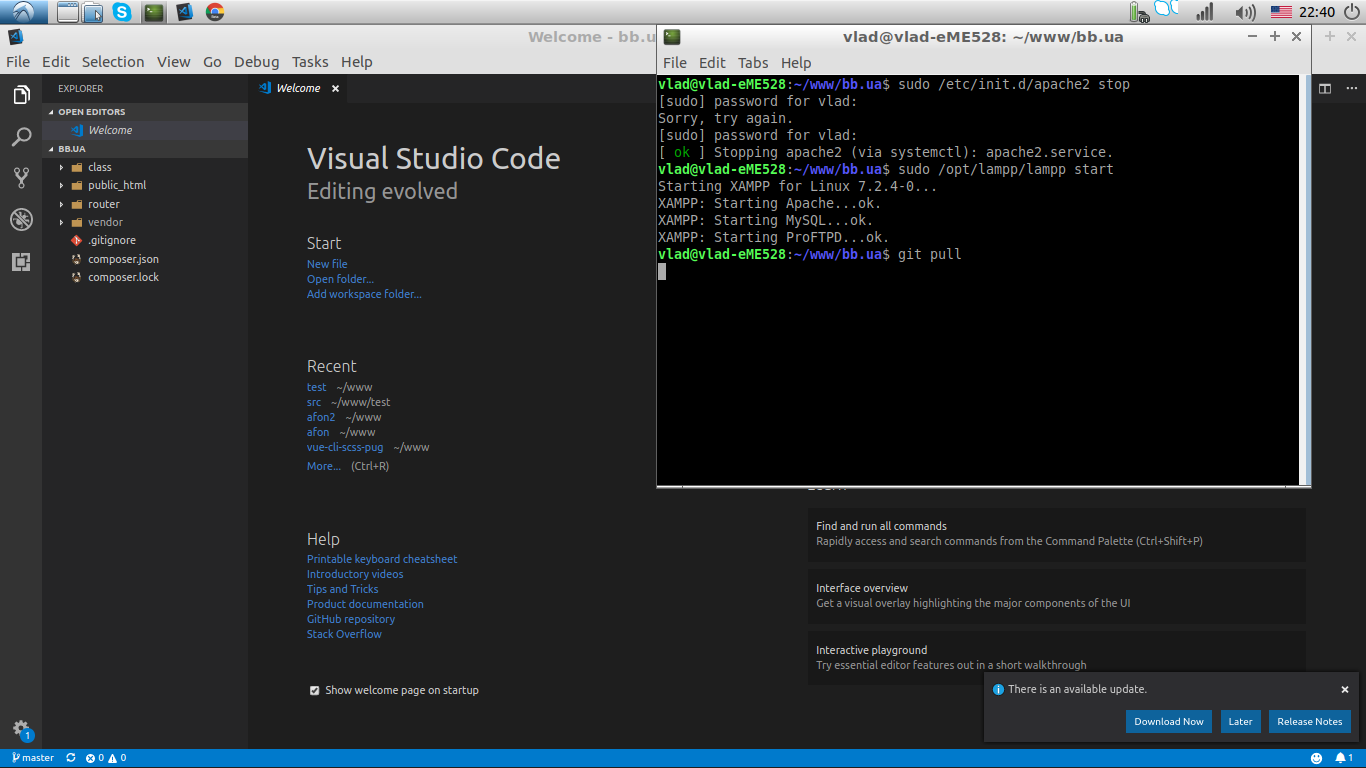 22:40
Welcome - bb.u
File Edit Selection View Go Debug Tasks Help
EXPLORER
OPEN EDITORS
Welcome
BB.UA
class
public_html
router
vendor
.gitignore
composer.json
composer.lock
Welcome
Visual Studio Code
Editing evolved
Start
New file
Open folder...
Add workspace folder...
Recent
test ~/www
src ~/www/test
afon2 ~/www
afon ~/www
vue-cli-scss-pug ~/www
More... (Ctrl+R)
Help
Printable keyboard cheatsheet
Introductory videos
Tips and Tricks
Product documentation
GitHub repository
Stack Overflow
Show welcome page on startup
vlad@vlad-eME528: ~/www/bb.ua
File Edit Tabs Help
vlad@vlad-eME528:~/www/bb.ua$ sudo /etc/init.d/apache2 stop
[sudo] password for vlad:
Sorry, try again.
[sudo] password for vlad:
[ ok ] Stopping apache2 (via systemctl): apache2.service.
vlad@vlad-eME528:~/www/bb.ua$ sudo /opt/lampp/lampp start
Starting XAMPP for Linux 7.2.4-0...
XAMPP: Starting Apache...ok.
XAMPP: Starting MySQL...ok.
XAMPP: Starting ProFTPD...ok.
vlad@vlad-eME528:~/www/bb.ua$ git pull
Find and run all commands
Rapidly access and search commands from the Command Palette (Ctrl+Shift+P)
Interface overview
Get a visual overlay highlighting the major components of the UI
Interactive playground
Try essential editor features out in a short walkthrough
There is an available update.
Download Now Later Release Notes
1
master 0 0 1